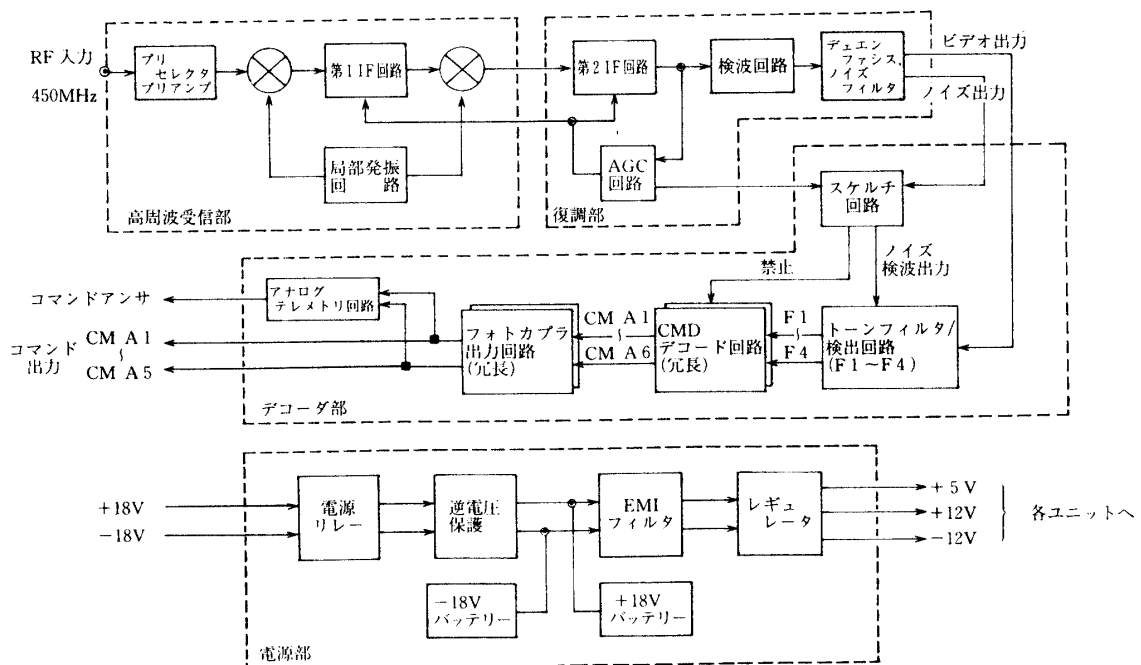 RF 入力
450MHz
プリ
セレクタ
プリアンプ
第1 IF回路
局部発振
回 路
高周波受信部
第2 IF回路
検波回路
デュエン
ファシス、
ノイズ
フィルタ
ビデオ出力
ノイズ出力
AGC
回路
復調部
スケルチ
回路
禁止
ノイズ
検波出力
コマンドアンサ
アナログ
テレメトリ回路
コマンド
出力
CM A1
〜
CM A5
フォトカプラ
出力回路
(冗長)
CM A1
〜
CM A6
CMD
デコード回路
(冗長)
F1
〜
F4
トーンフィルタ/
検出回路
(F1〜F4)
デコーダ部
+18V
−18V
電源
リレー
逆電圧
保護
EMI
フィルタ
レギュ
レータ
+5V
+12V
−12V
各ユニットへ
−18V
バッテリー
+18V
バッテリー
電源部